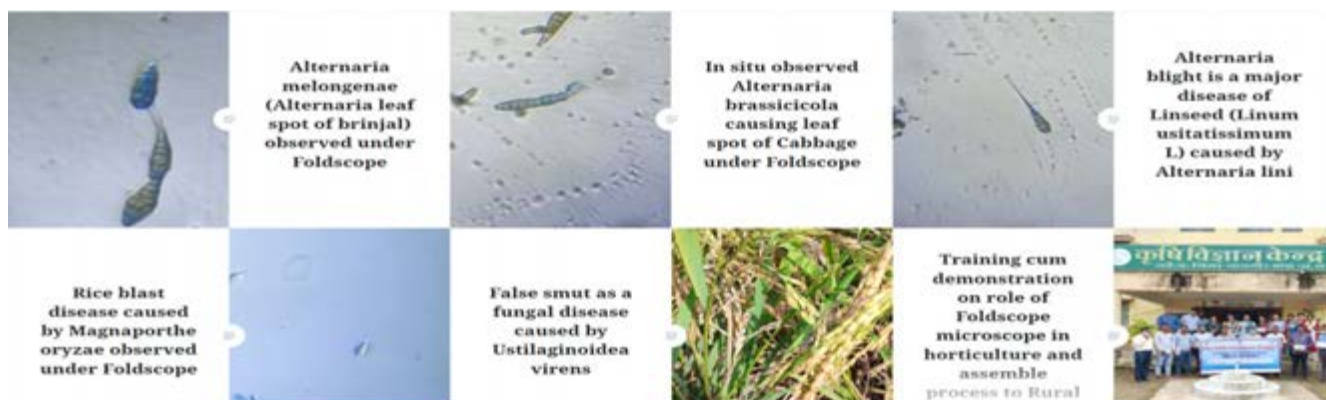 Alternaria
melongenae
(Alternaria leaf
spot of brinjal)
observed under
Foldscope
In situ observed
Alternaria
brassicicola
causing leaf
spot of Cabbage
under Foldscope
Alternaria
blight is a major
disease of
Linseed (Linum
usitatissimum
L) caused by
Alternaria lini
Rice blast
disease caused
by Magnaporthe
oryzae observed
under Foldscope
False smut as a
fungal disease
caused by
Ustilaginoidea
virens
Training cum
demonstration
on role of
Foldscope
microscope in
horticulture and
assemble
process to Rural
कृषि विज्ञान केन्द्र